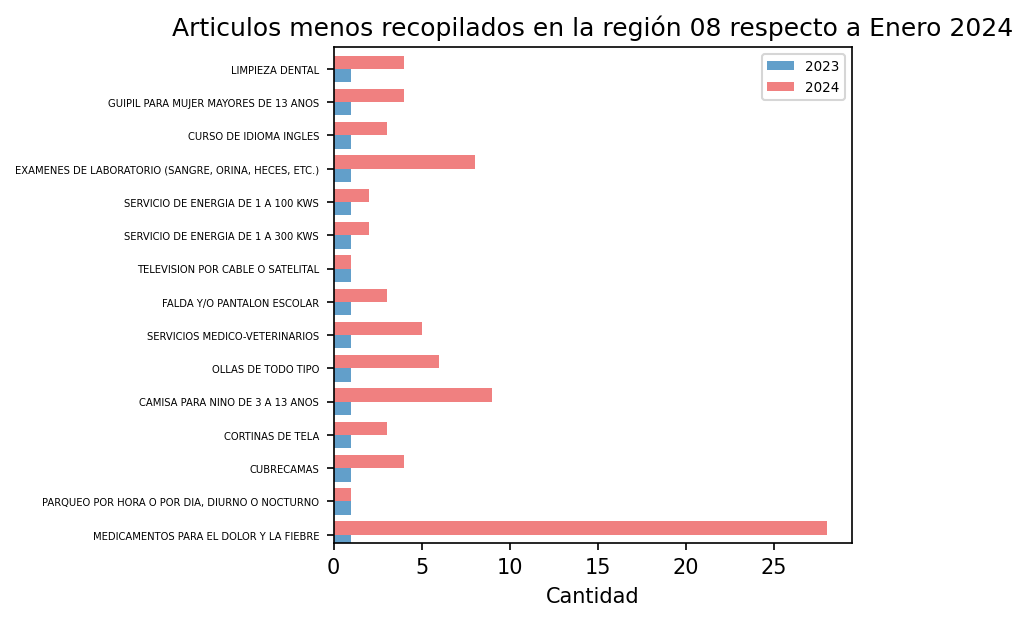 Articulos menos recopilados en la región 08 respecto a Enero 2024
2023
2024
LIMPIEZA DENTAL
GUIPIL PARA MUJER MAYORES DE 13 ANOS
CURSO DE IDIOMA INGLES
EXAMENES DE LABORATORIO (SANGRE, ORINA, HECES, ETC.)
SERVICIO DE ENERGIA DE 1 A 100 KWS
SERVICIO DE ENERGIA DE 1 A 300 KWS
TELEVISION POR CABLE O SATELITAL
FALDA Y/O PANTALON ESCOLAR
SERVICIOS MEDICO-VETERINARIOS
OLLAS DE TODO TIPO
CAMISA PARA NINO DE 3 A 13 ANOS
CORTINAS DE TELA
CUBRECAMAS
PARQUEO POR HORA O POR DIA, DIURNO O NOCTURNO
MEDICAMENTOS PARA EL DOLOR Y LA FIEBRE
0 5 10 15 20 25
Cantidad